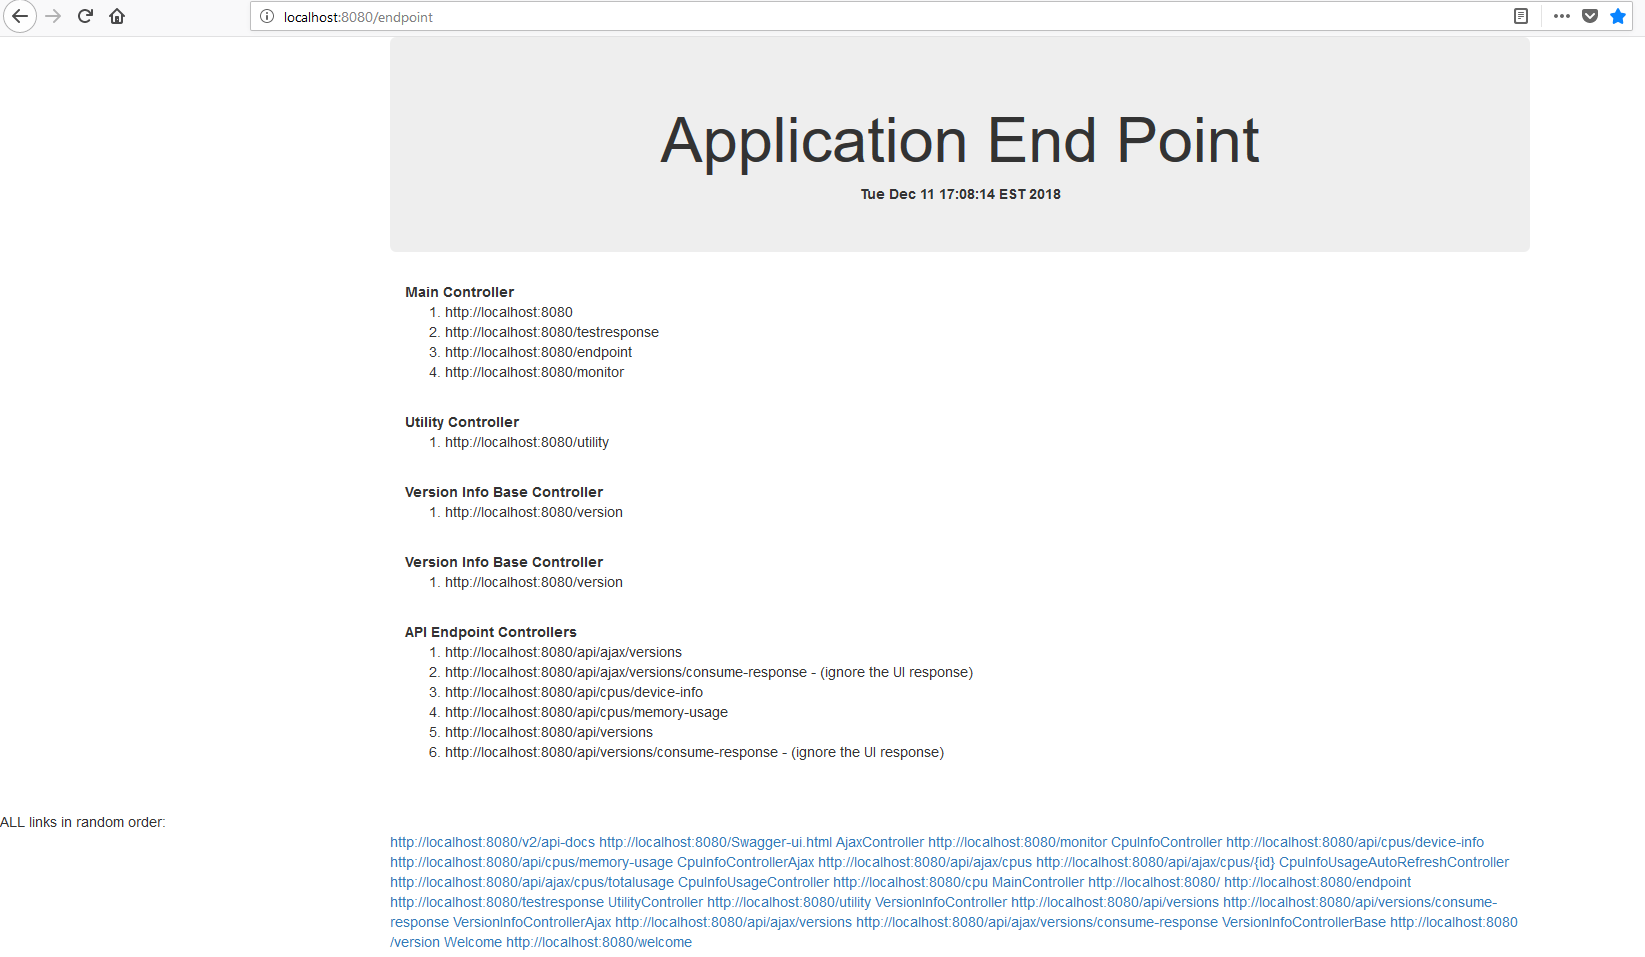 localhost:8080/endpoint
Application End Point
Tue Dec 11 17:08:14 EST 2018
Main Controller
1. http://localhost:8080
2. http://localhost:8080/testresponse
3. http://localhost:8080/endpoint
4. http://localhost:8080/monitor
Utility Controller
1. http://localhost:8080/utility
Version Info Base Controller
1. http://localhost:8080/version
Version Info Base Controller
1. http://localhost:8080/version
API Endpoint Controllers
1. http://localhost:8080/api/ajax/versions
2. http://localhost:8080/api/ajax/versions/consume-response - (ignore the UI response)
3. http://localhost:8080/api/cpus/device-info
4. http://localhost:8080/api/cpus/memory-usage
5. http://localhost:8080/api/versions
6. http://localhost:8080/api/versions/consume-response - (ignore the UI response)
ALL links in random order:
http://localhost:8080/v2/api-docs http://localhost:8080/Swagger-ui.html AjaxController http://localhost:8080/monitor CpuInfoController http://localhost:8080/api/cpus/device-info
http://localhost:8080/api/cpus/memory-usage CpuInfoControllerAjax http://localhost:8080/api/ajax/cpus http://localhost:8080/api/ajax/cpus/{id} CpuInfoUsageAutoRefreshController
http://localhost:8080/api/ajax/cpus/totalusage CpuInfoUsageController http://localhost:8080/cpu MainController http://localhost:8080/ http://localhost:8080/endpoint
http://localhost:8080/testresponse UtilityController http://localhost:8080/utility VersionInfoController http://localhost:8080/api/versions http://localhost:8080/api/versions/consume-
response VersionInfoControllerAjax http://localhost:8080/api/ajax/versions http://localhost:8080/api/ajax/versions/consume-response VersionInfoControllerBase http://localhost:8080
/version Welcome http://localhost:8080/welcome